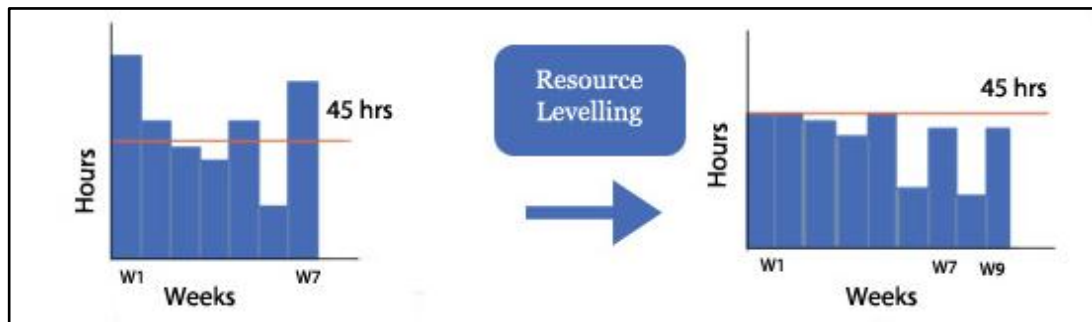 45 hrs
Hours
W1
W7
Weeks
Resource
Levelling
45 hrs
Hours
W1
W7
W9
Weeks